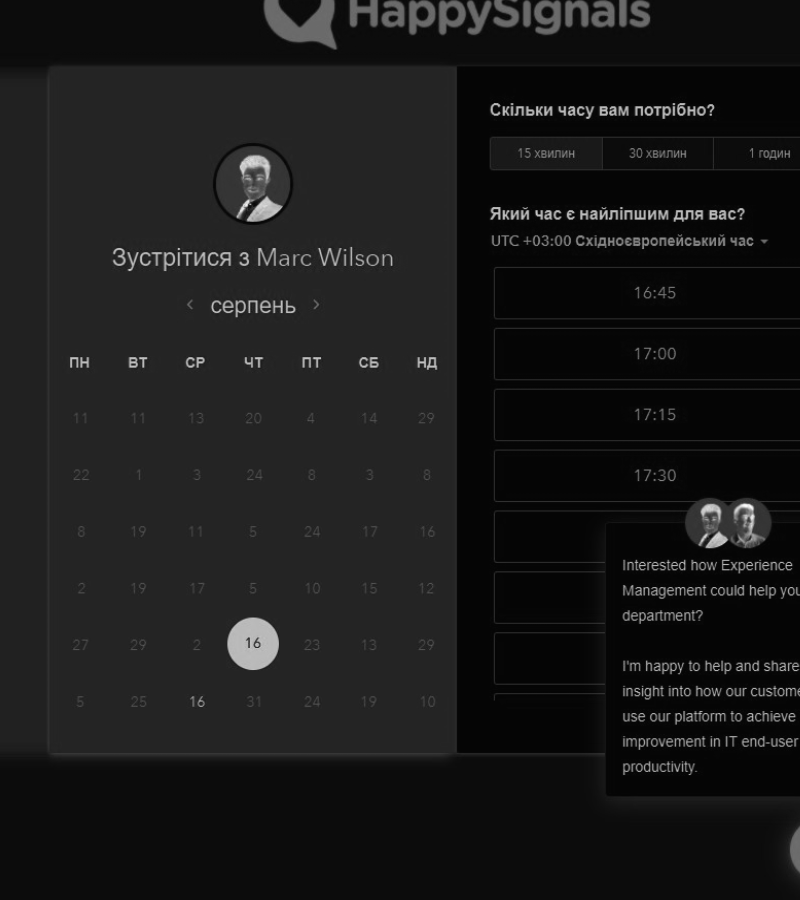 HappySignals
Зустрітися з Marc Wilson
серпень
ПН ВТ СР ЧТ ПТ СБ НД
11 11 13 20 4 14 29
22 1 3 24 8 3 8
8 19 11 5 24 17 16
2 19 17 5 10 15 12
27 29 2 16 23 13 29
5 25 16 31 24 19 10
Скільки часу вам потрібно?
15 хвилин 30 хвилин 1 годин
Який час є найліпшим для вас?
UTC +03:00 Східноєвропейський час
16:45
17:00
17:15
17:30
Interested how Experience
Management could help you
department?
I'm happy to help and share
insight into how our custome
use our platform to achieve
improvement in IT end-user
productivity.